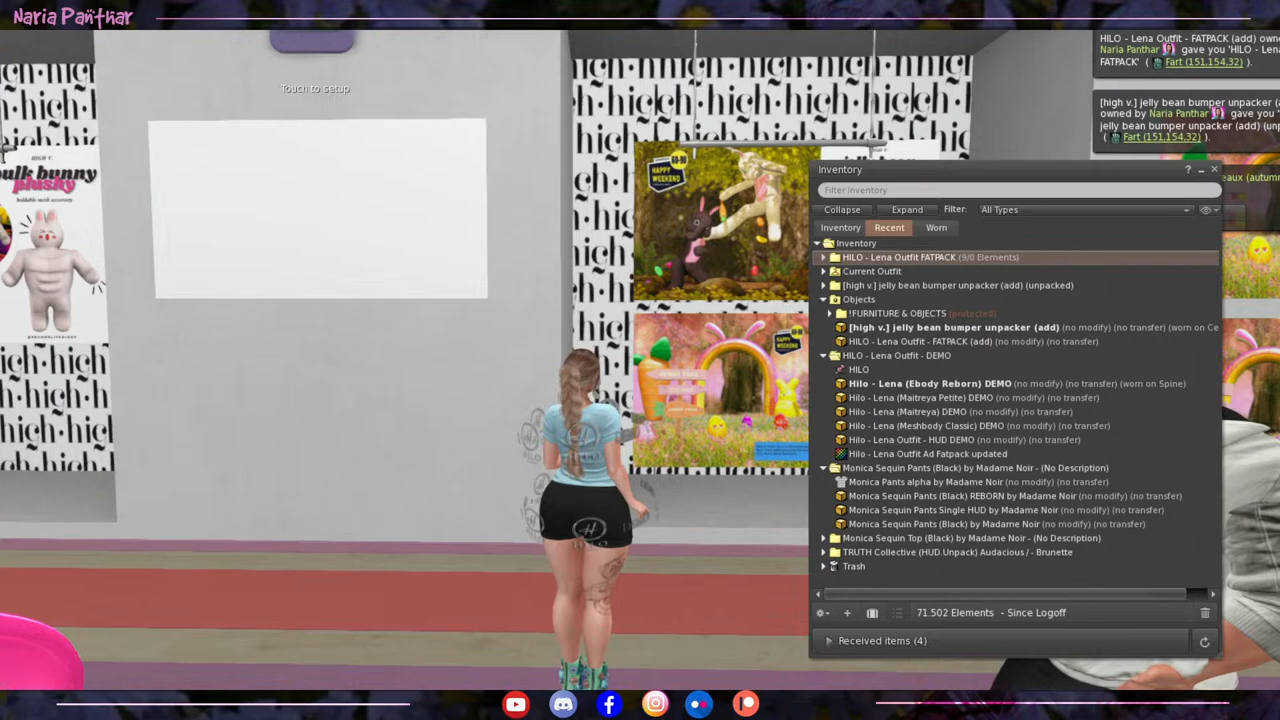 Naria Panthar
Touch to setup
HIGH V.
bulk bunny
plushy
holdable mesh accessory
HAPPY
WEEKEND
HAPPY
WEEKEND
HILO - Lena Outfit - FATPACK (add) own
Naria Panthar gave you 'HILO - Len
FATPACK' ( Fart (151,154,32) ).
[high v.] jelly bean bumper unpacker (a
owned by Naria Panthar gave you '
jelly bean bumper unpacker (add) (unp
( Fart (151,154,32) ).
eaux (autum
Inventory
Filter Inventory
Collapse Expand Filter: All Types
Inventory Recent Worn
Inventory
HILO - Lena Outfit FATPACK (9/0 Elements)
Current Outfit
[high v.] jelly bean bumper unpacker (add) (unpacked)
Objects
!FURNITURE & OBJECTS (protected)
[high v.] jelly bean bumper unpacker (add) (no modify) (no transfer) (worn on Ce
HILO - Lena Outfit - FATPACK (add) (no modify) (no transfer)
HILO - Lena Outfit - DEMO
HILO
Hilo - Lena (Ebody Reborn) DEMO (no modify) (no transfer) (worn on Spine)
Hilo - Lena (Maitreya Petite) DEMO (no modify) (no transfer)
Hilo - Lena (Maitreya) DEMO (no modify) (no transfer)
Hilo - Lena (Meshbody Classic) DEMO (no modify) (no transfer)
Hilo - Lena Outfit - HUD DEMO (no modify) (no transfer)
Hilo - Lena Outfit Ad Fatpack updated
Monica Sequin Pants (Black) by Madame Noir - (No Description)
Monica Pants alpha by Madame Noir (no modify) (no transfer)
Monica Sequin Pants (Black) REBORN by Madame Noir (no modify) (no transfer)
Monica Sequin Pants Single HUD by Madame Noir (no modify) (no transfer)
Monica Sequin Pants (Black) by Madame Noir (no modify) (no transfer)
Monica Sequin Top (Black) by Madame Noir - (No Description)
TRUTH Collective (HUD.Unpack) Audacious / - Brunette
Trash
71.502 Elements - Since Logoff
Received items (4)